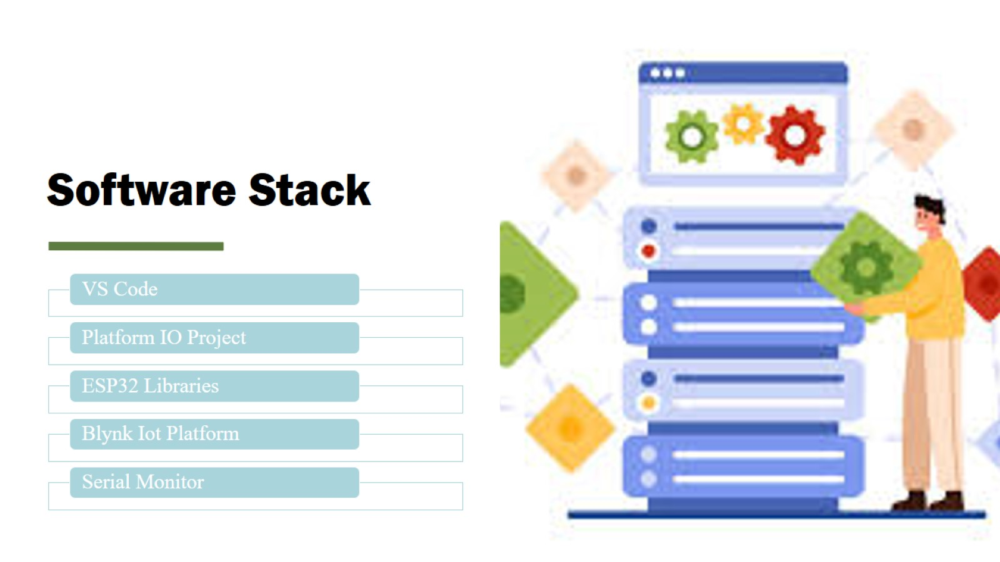 Software Stack
VS Code
Platform IO Project
ESP32 Libraries
Blynk Iot Platform
Serial Monitor